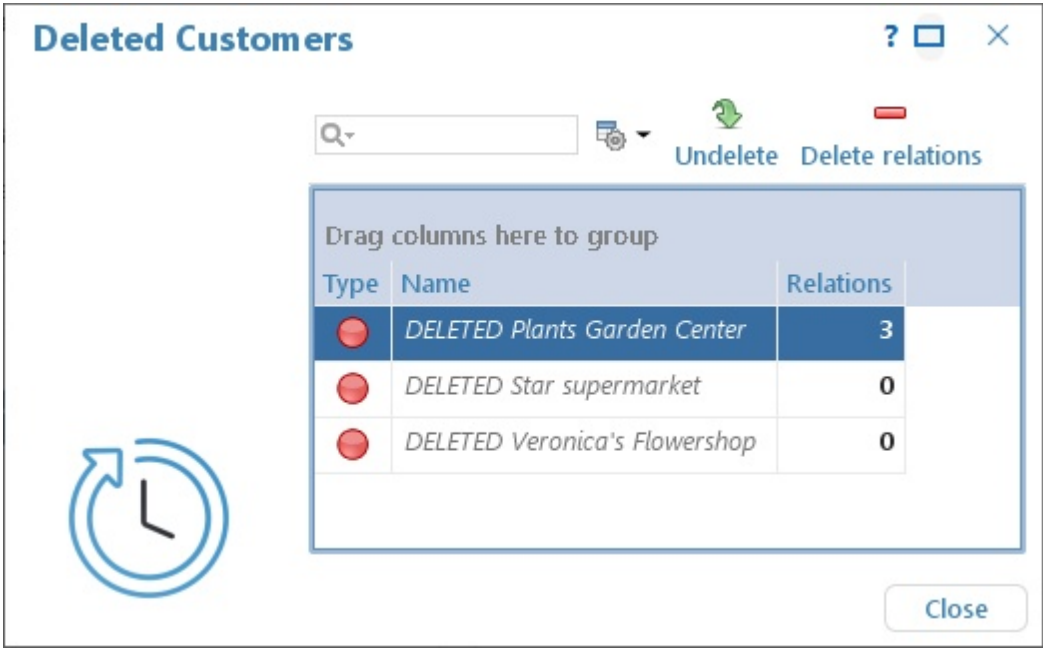 Deleted Customers
?
Undelete Delete relations
Drag columns here to group
Type Name Relations
DELETED Plants Garden Center 3
DELETED Star supermarket 0
DELETED Veronica's Flowershop 0
Close